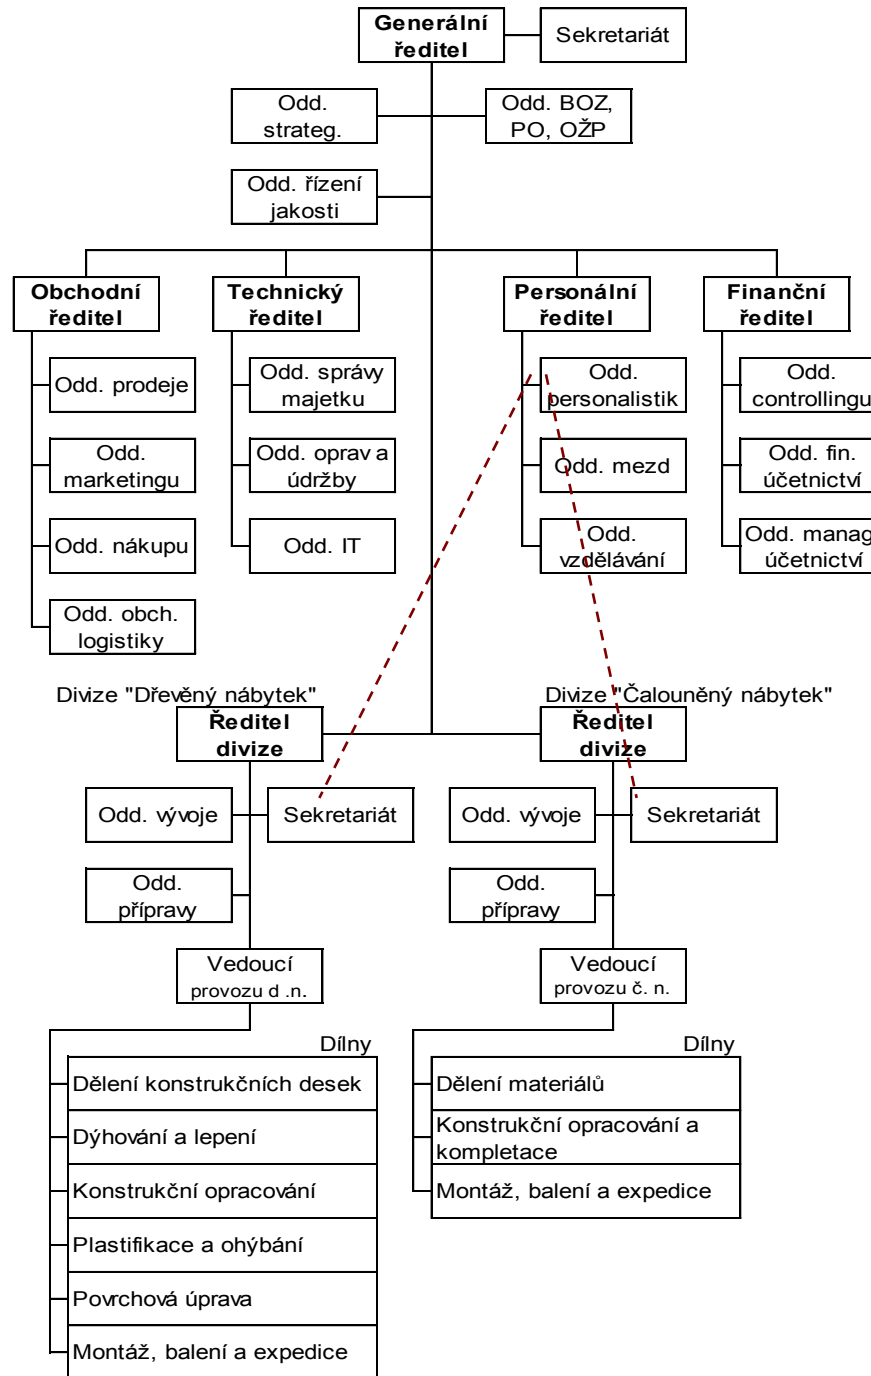 Generální
ředitel
Sekretariát
Odd.
strateg.
Odd. BOZ,
PO, OŽP
Odd. řízení
jakosti
Obchodní
ředitel
Technický
ředitel
Personální
ředitel
Finanční
ředitel
Odd. prodeje
Odd. správy
majetku
Odd.
personalistik
Odd.
controllingu
Odd.
marketingu
Odd. oprav a
údržby
Odd. mezd
Odd. fin.
účetnictví
Odd. nákupu
Odd. IT
Odd.
vzdělávání
Odd. manag.
účetnictví
Odd. obch.
logistiky
Divize "Dřevěný nábytek"
Divize "Čalouněný nábytek"
Ředitel
divize
Ředitel
divize
Odd. vývoje
Sekretariát
Odd. vývoje
Sekretariát
Odd.
přípravy
Odd.
přípravy
Vedoucí
provozu d .n.
Vedoucí
provozu č. n.
Dílny
Dílny
Dělení konstrukčních desek
Dýhování a lepení
Konstrukční opracování
Plastifikace a ohýbání
Povrchová úprava
Montáž, balení a expedice
Dělení materiálů
Konstrukční opracování a
kompletace
Montáž, balení a expedice